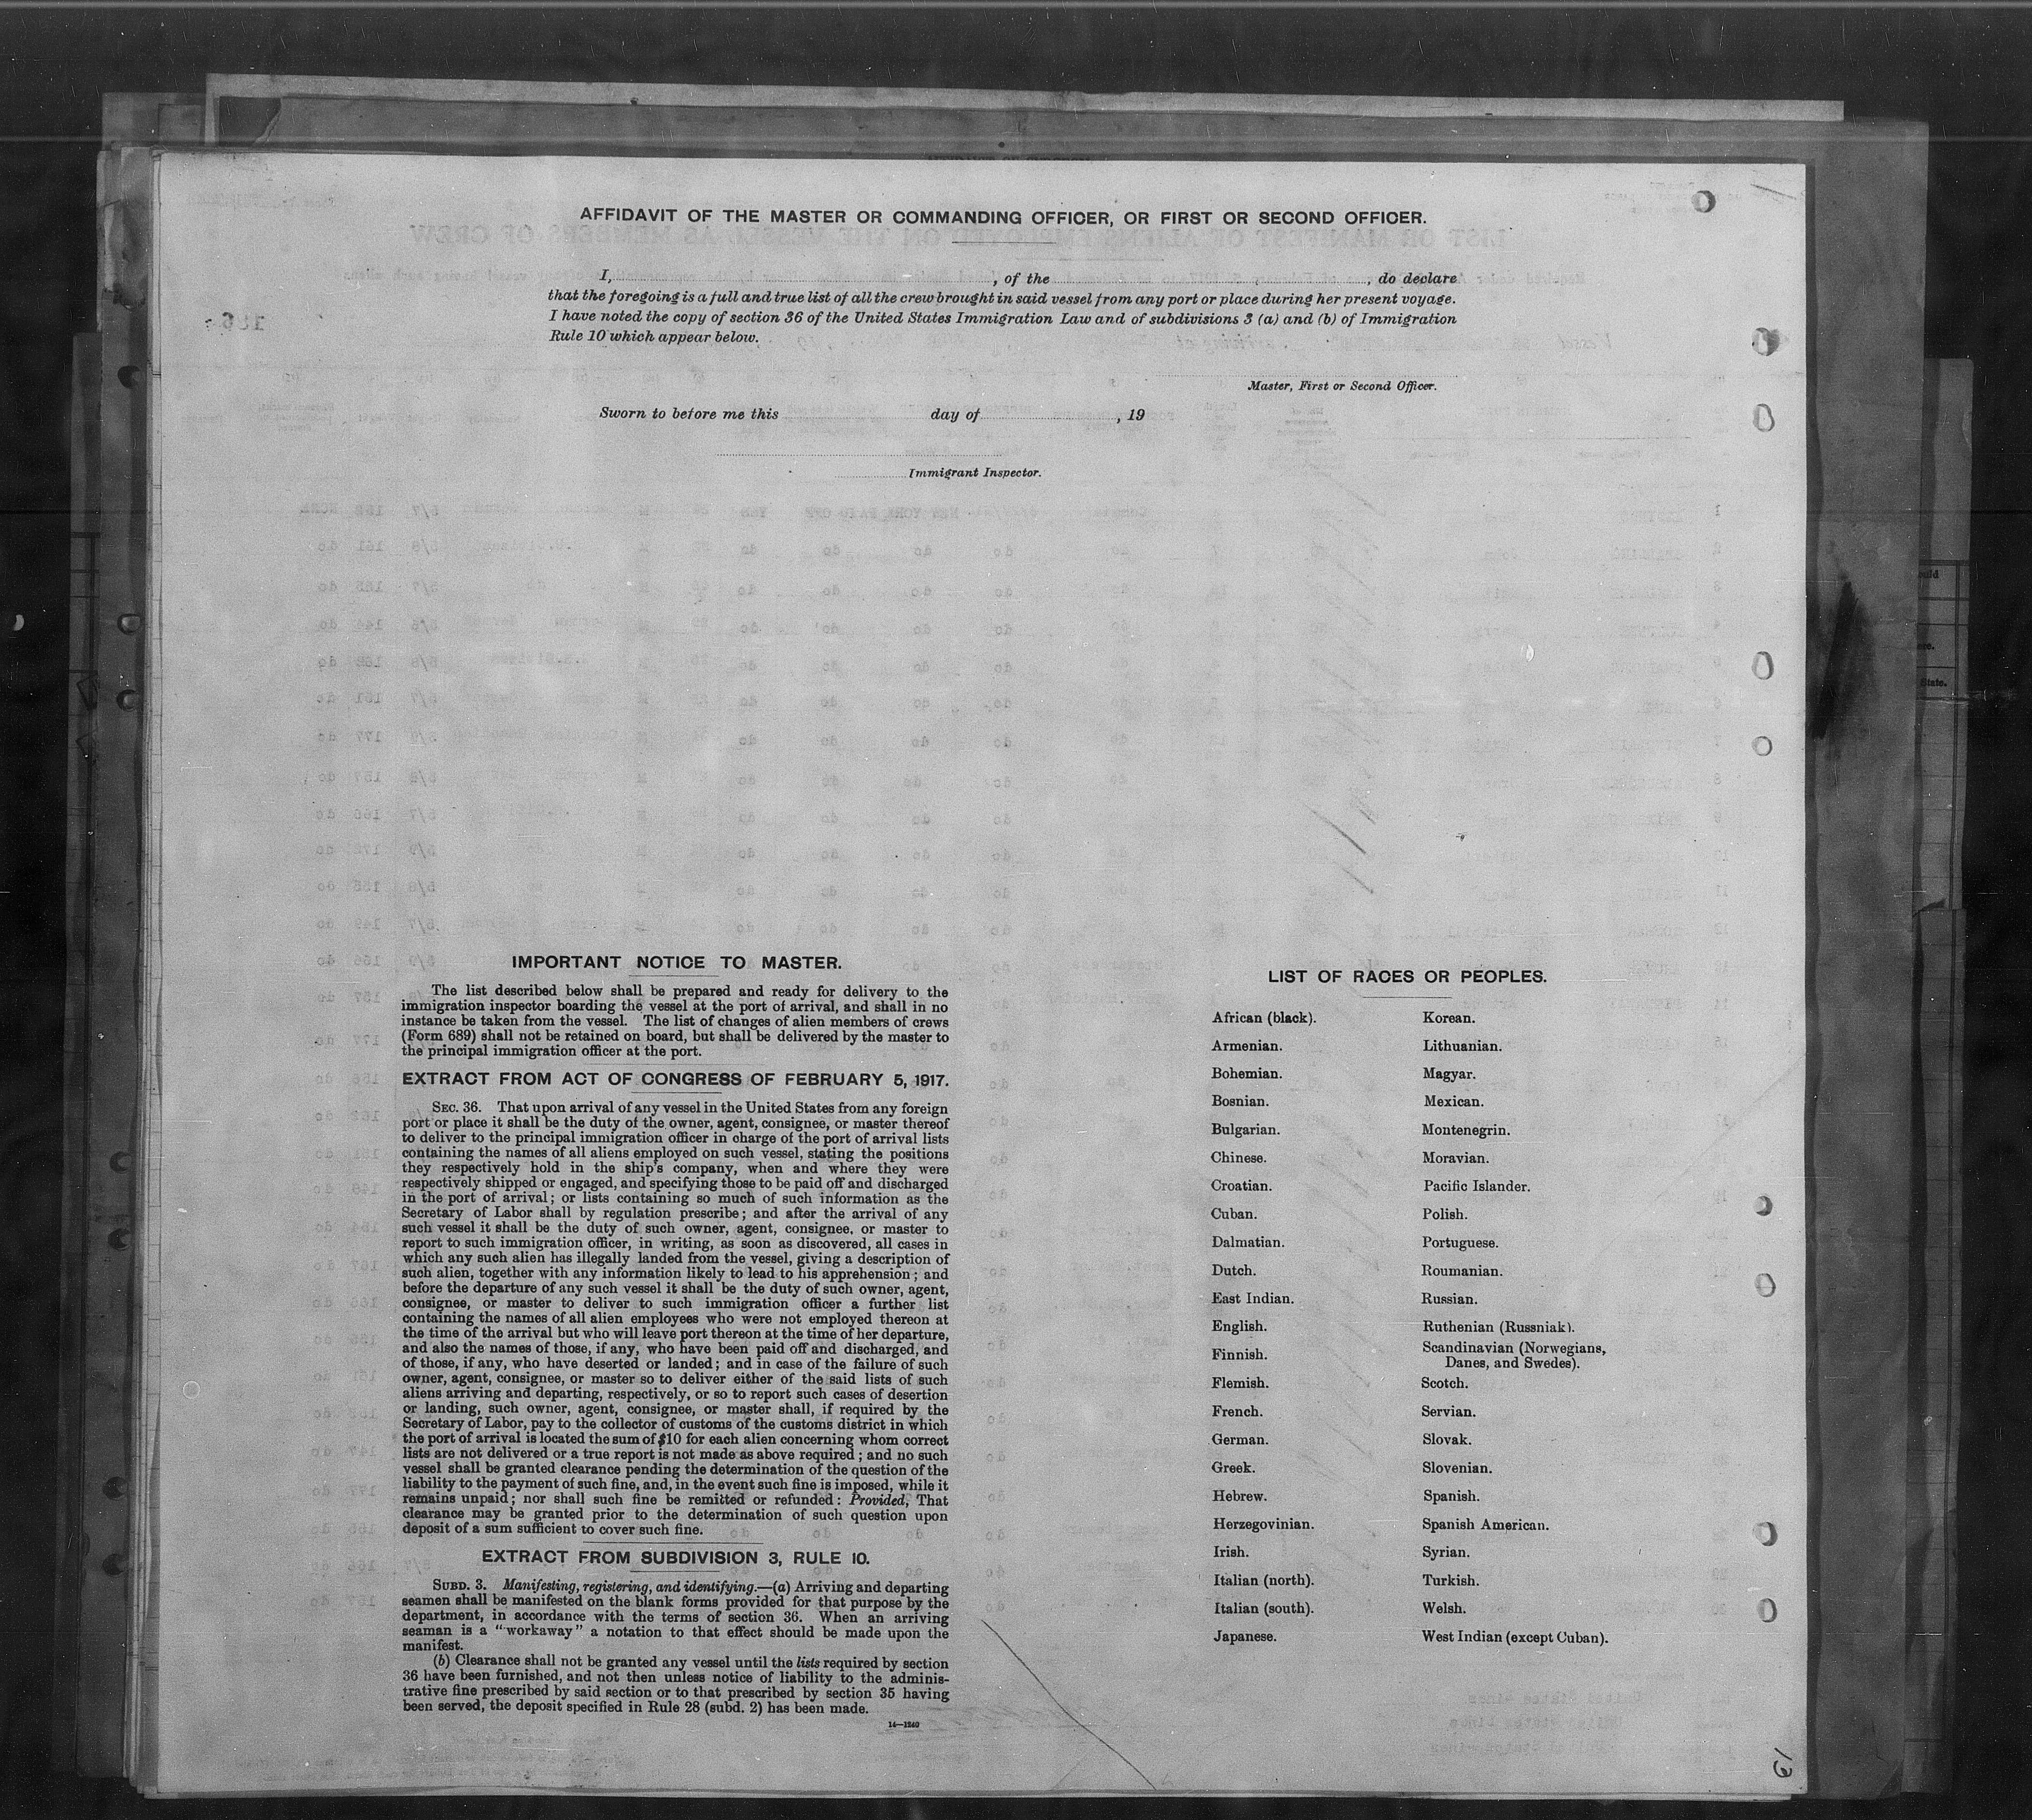 AFFIDAVIT OF THE MASTER OR COMMANDING OFFICER, OR FIRST OR SECOND OFFICER.
I, , of the , do declare
that the foregoing is a full and true list of all the crew brought in said vessel from any port or place during her present voyage.
I have noted the copy of section 36 of the United States Immigration Law and of subdivisions 3 (a) and (b) of Immigration
Rule 10 which appear below.
Master, First or Second Officer.
Sworn to before me this day of , 19
Immigrant Inspector.
IMPORTANT NOTICE TO MASTER.
The list described below shall be prepared and ready for delivery to the
immigration inspector boarding the vessel at the port of arrival, and shall in no
instance be taken from the vessel. The list of changes of alien members of crews
(Form 689) shall not be retained on board, but shall be delivered by the master to
the principal immigration officer at the port.
EXTRACT FROM ACT OF CONGRESS OF FEBRUARY 5, 1917.
SEC. 36. That upon arrival of any vessel in the United States from any foreign
port or place it shall be the duty of the owner, agent, consignee, or master thereof
to deliver to the principal immigration officer in charge of the port of arrival lists
containing the names of all aliens employed on such vessel, stating the positions
they respectively hold in the ship's company, when and where they were
respectively shipped or engaged, and specifying those to be paid off and discharged
in the port of arrival; or lists containing so much of such information as the
Secretary of Labor shall by regulation prescribe; and after the arrival of any
such vessel it shall be the duty of such owner, agent, consignee, or master to
report to such immigration officer, in writing, as soon as discovered, all cases in
which any such alien has illegally landed from the vessel, giving a description of
such alien, together with any information likely to lead to his apprehension; and
before the departure of any such vessel it shall be the duty of such owner, agent,
consignee, or master to deliver to such immigration officer a further list
containing the names of all alien employees who were not employed thereon at
the time of the arrival but who will leave port thereon at the time of her departure,
and also the names of those, if any, who have been paid off and discharged, and
of those, if any, who have deserted or landed; and in case of the failure of such
owner, agent, consignee, or master so to deliver either of the said lists of such
aliens arriving and departing, respectively, or so to report such cases of desertion
or landing, such owner, agent, consignee, or master shall, if required by the
Secretary of Labor, pay to the collector of customs of the customs district in which
the port of arrival is located the sum of $10 for each alien concerning whom correct
lists are not delivered or a true report is not made as above required; and no such
vessel shall be granted clearance pending the determination of the question of the
liability to the payment of such fine, and, in the event such fine is imposed, while it
remains unpaid; nor shall such fine be remitted or refunded: Provided, That
clearance may be granted prior to the determination of such question upon
deposit of a sum sufficient to cover such fine.
EXTRACT FROM SUBDIVISION 3, RULE 10.
SUBD. 3. Manifesting, registering, and identifying.—(a) Arriving and departing
seamen shall be manifested on the blank forms provided for that purpose by the
department, in accordance with the terms of section 36. When an arriving
seaman is a "workaway" a notation to that effect should be made upon the
manifest.
(b) Clearance shall not be granted any vessel until the lists required by section
36 have been furnished, and not then unless notice of liability to the adminis-
trative fine prescribed by said section or to that prescribed by section 35 having
been served, the deposit specified in Rule 28 (subd. 2) has been made.
14—1240
LIST OF RACES OR PEOPLES.
African (black).
Armenian.
Bohemian.
Bosnian.
Bulgarian.
Chinese.
Croatian.
Cuban.
Dalmatian.
Dutch.
East Indian.
English.
Finnish.
Flemish.
French.
German.
Greek.
Hebrew.
Herzegovinian.
Irish.
Italian (north).
Italian (south).
Japanese.
Korean.
Lithuanian.
Magyar.
Mexican.
Montenegrin.
Moravian.
Pacific Islander.
Polish.
Portuguese.
Roumanian.
Russian.
Ruthenian (Russniak).
Scandinavian (Norwegians,
Danes, and Swedes).
Scotch.
Servian.
Slovak.
Slovenian.
Spanish.
Spanish American.
Syrian.
Turkish.
Welsh.
West Indian (except Cuban).
13